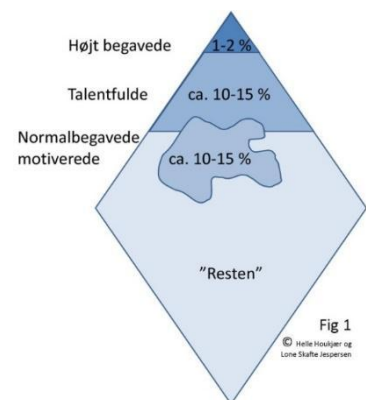 Højt begavede
1-2 %
Talentfulde
ca. 10-15 %
Normalbegavede
motiverede
ca. 10-15 %
”Resten”
Fig 1
© Helle Houkjær og
Lone Skafte Jespersen